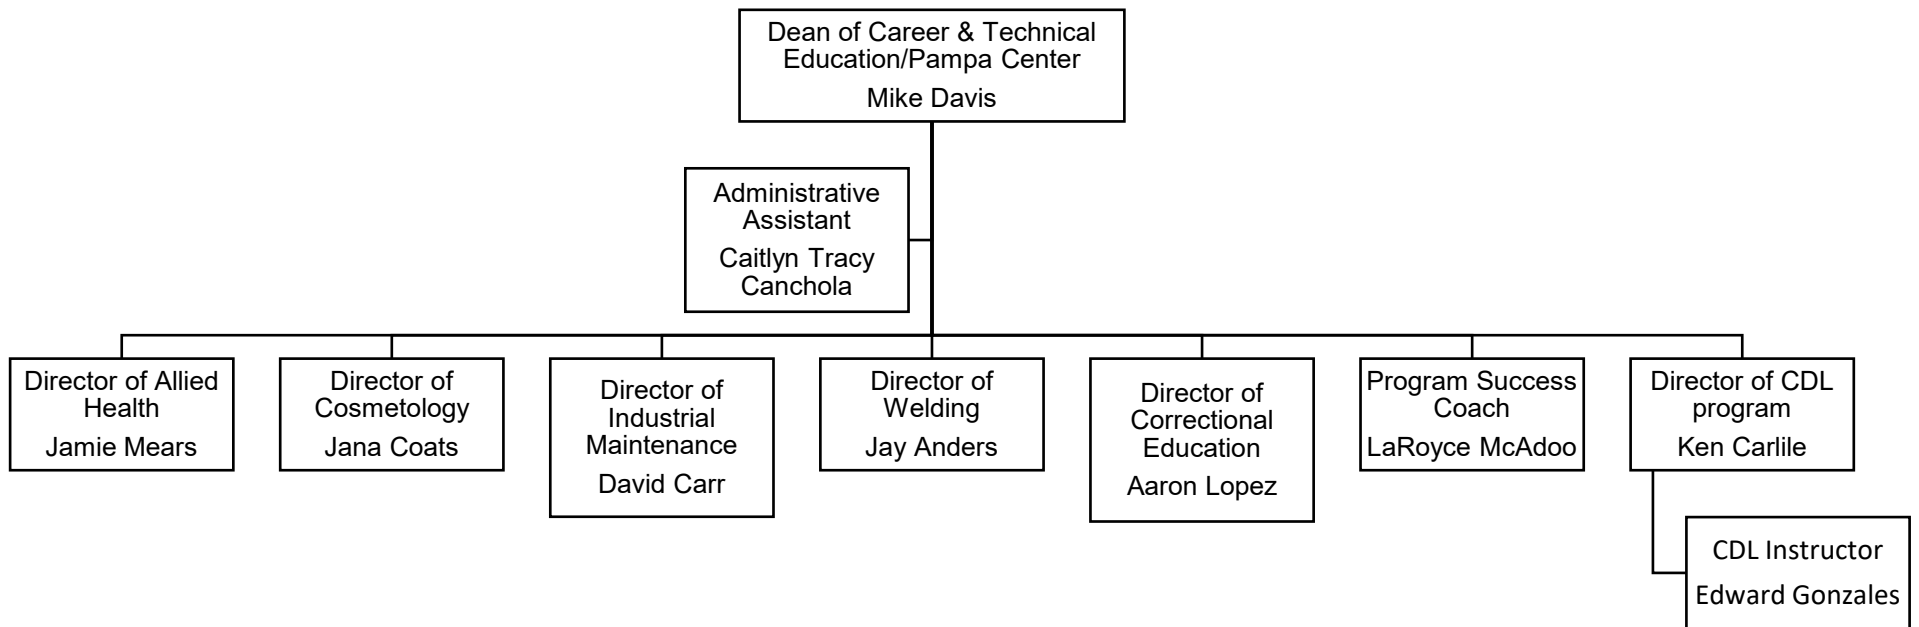 Dean of Career & Technical
Education/Pampa Center
Mike Davis
Administrative
Assistant
Caitlyn Tracy
Canchola
Director of Allied
Health
Jamie Mears
Director of
Cosmetology
Jana Coats
Director of
Industrial
Maintenance
David Carr
Director of
Welding
Jay Anders
Director of
Correctional
Education
Aaron Lopez
Program Success
Coach
LaRoyce McAdoo
Director of CDL
program
Ken Carlile
CDL Instructor
Edward Gonzales